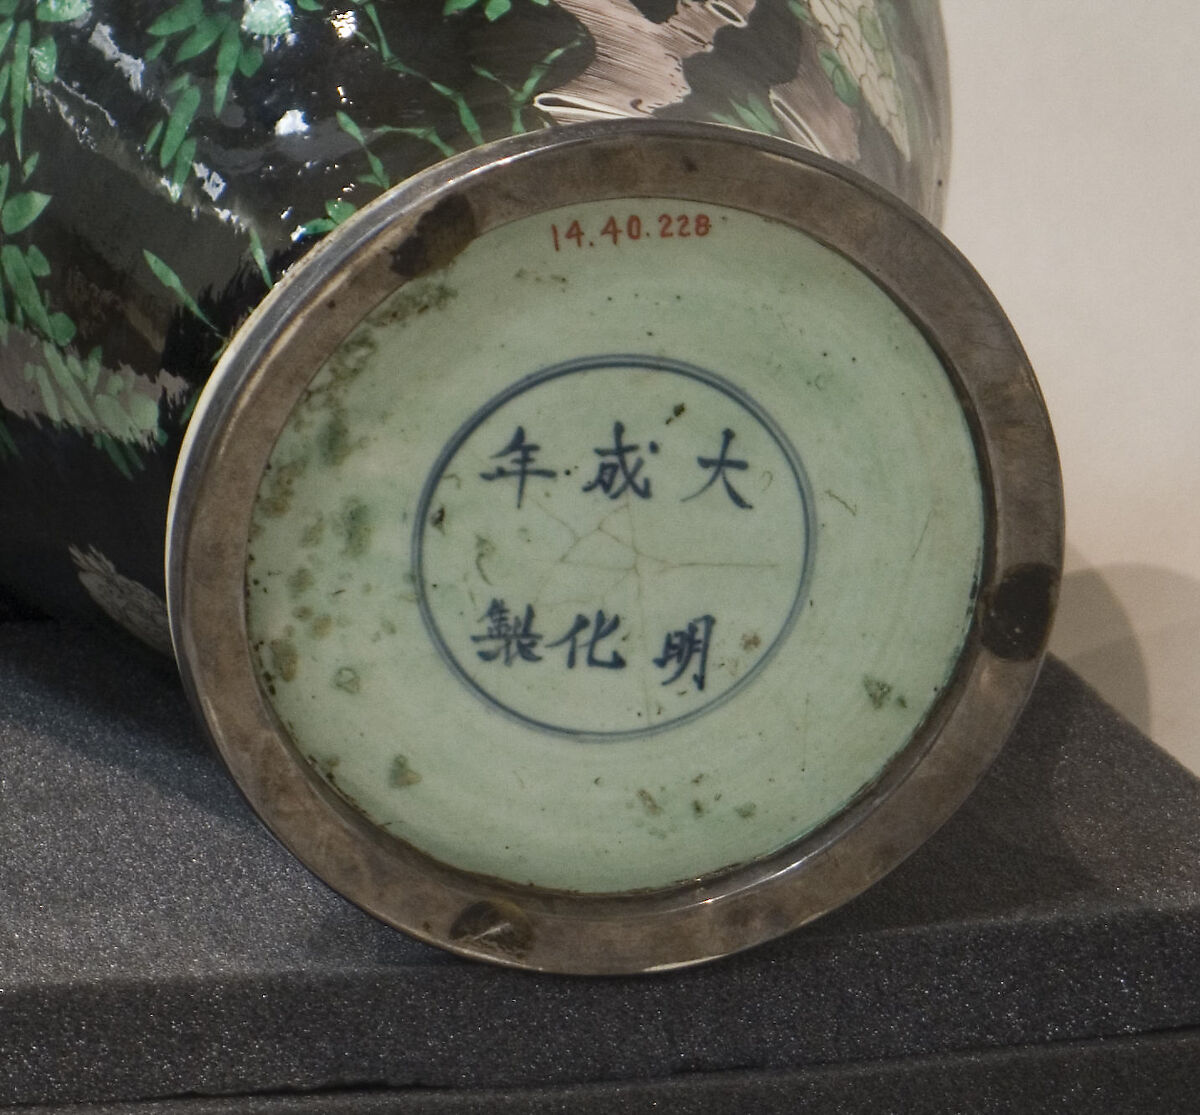 14.40.228
大明
成化
年製